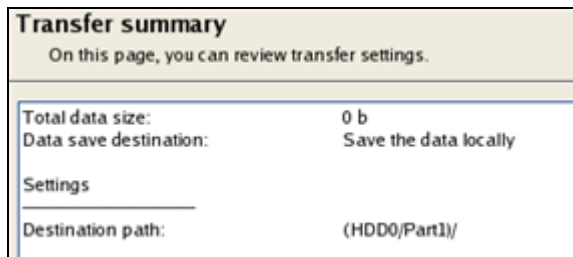 Transfer summary
On this page, you can review transfer settings.
Total data size: 0 b
Data save destination: Save the data locally
Settings
Destination path: (HDD0/Part1)/